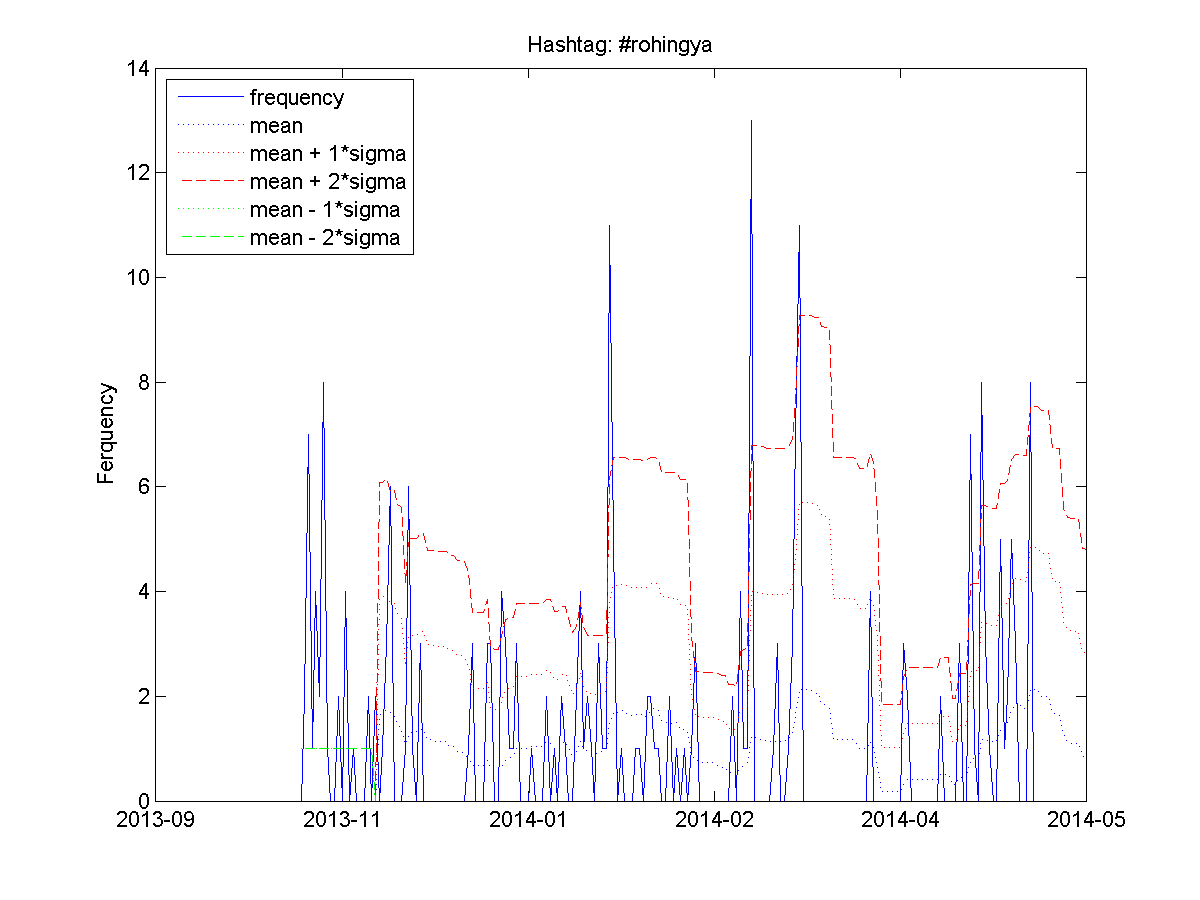 Hashtag: #rohingya
14
12
10
8
6
4
2
0
Ferquency
frequency
mean
mean + 1*sigma
mean + 2*sigma
mean - 1*sigma
mean - 2*sigma
2013-09
2013-11
2014-01
2014-02
2014-04
2014-05